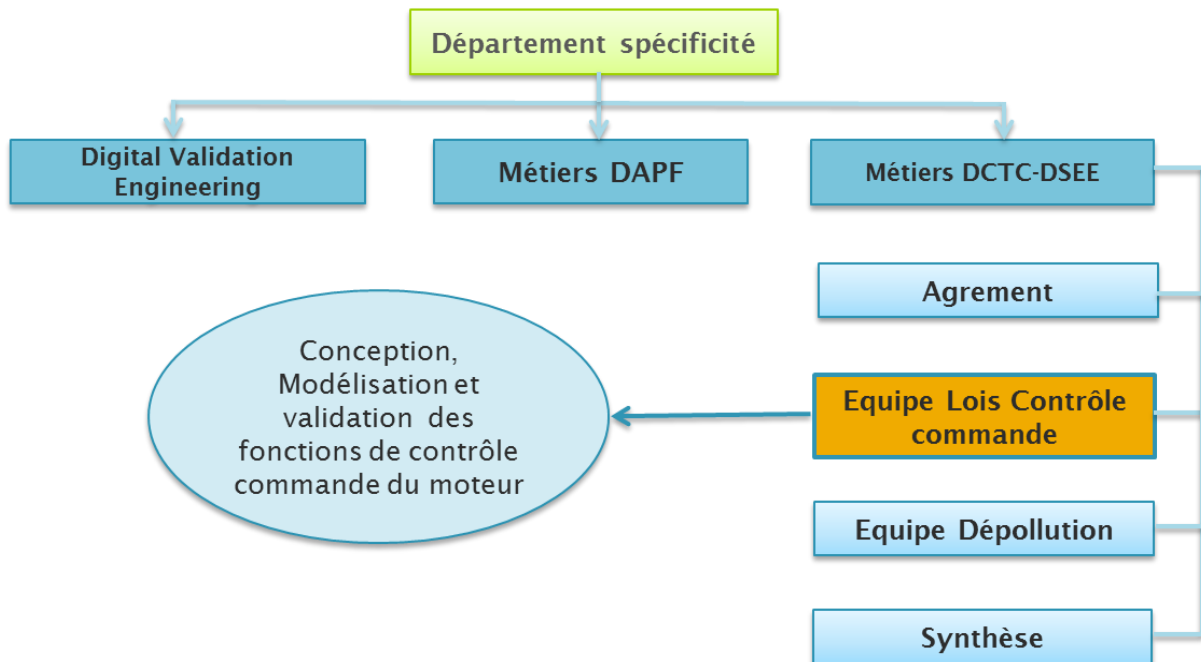 Département spécificité
Digital Validation
Engineering
Métiers DAPF
Métiers DCTC-DSEE
Agrement
Conception,
Modélisation et
validation des
fonctions de contrôle
commande du moteur
Equipe Lois Contrôle
commande
Equipe Dépollution
Synthèse